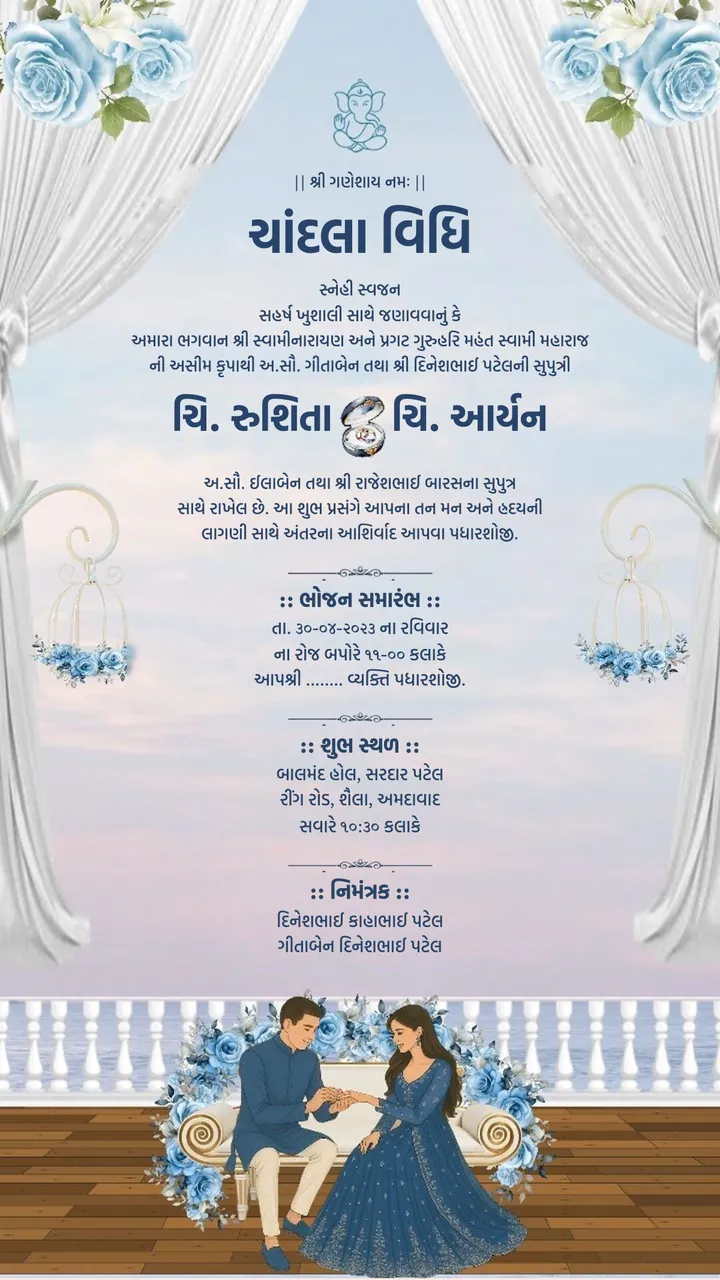 || શ્રી ગણેશાય નમઃ ||
ચાંદલા વિધિ
સ્નેહી સ્વજન
સહર્ષ ખુશાલી સાથે જણાવવાનું કે
અમારા ભગવાન શ્રી સ્વામીનારાયણ અને પ્રગટ ગુરુહરિ મહંત સ્વામી મહારાજ
ની અસીમ કૃપાથી અ.સૌ. ગીતાબેન તથા શ્રી દિનેશભાઈ પટેલની સુપુત્રી
ચિ. રુશિતા ચિ. આર્યન
અ.સૌ. ઈલાબેન તથા શ્રી રાજેશભાઈ બારસના સુપુત્ર
સાથે રાખેલ છે. આ શુભ પ્રસંગે આપના તન મન અને હૃદયની
લાગણી સાથે અંતરના આશિર્વાદ આપવા પધારશોજી.
:: ભોજન સમારંભ ::
તા. ૩૦-૦૪-૨૦૨૩ ના રવિવાર
ના રોજ બપોરે ૧૧-૦૦ કલાકે
આપશ્રી ........ વ્યક્તિ પધારશોજી.
:: શુભ સ્થળ ::
બાલમંદ હોલ, સરદાર પટેલ
રીંગ રોડ, શૈલા, અમદાવાદ
સવારે ૧૦:૩૦ કલાકે
:: નિમંત્રક ::
દિનેશભાઈ કાહાભાઈ પટેલ
ગીતાબેન દિનેશભાઈ પટેલ